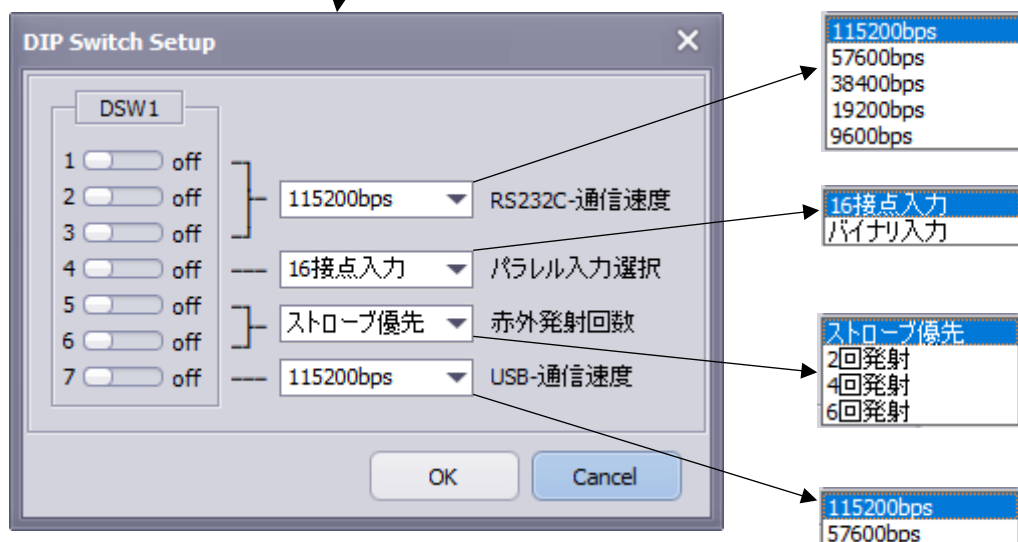 DIP Switch Setup
DSW1
1 off
2 off
3 off
4 off
5 off
6 off
7 off
115200bps RS232C-通信速度
16接点入力 パラレル入力選択
ストローブ優先 赤外発射回数
115200bps USB-通信速度
OK Cancel
115200bps
57600bps
38400bps
19200bps
9600bps
16接点入力
バイナリ入力
ストローブ優先
2回発射
4回発射
6回発射
115200bps
57600bps